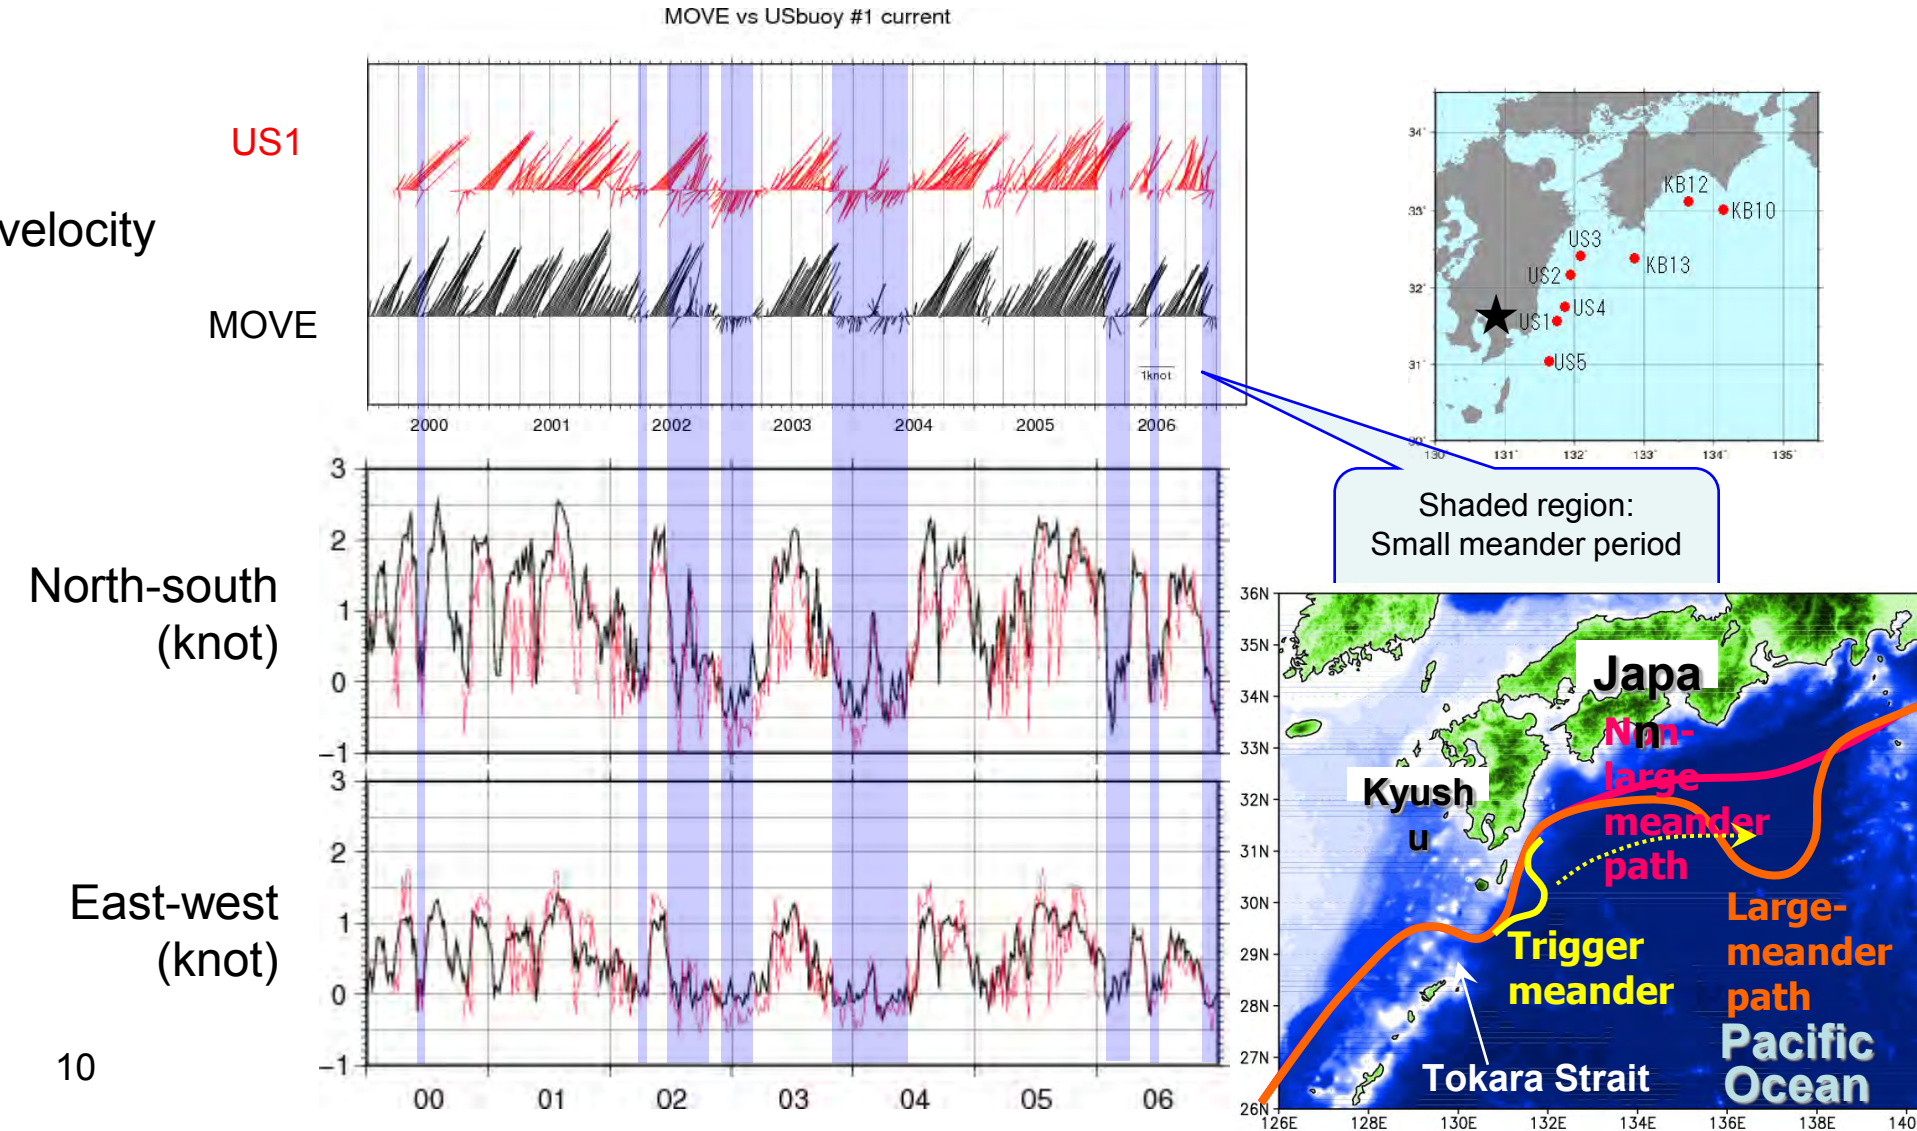 MOVE vs USbuoy #1 current
US1
velocity
MOVE
1knot
2000 2001 2002 2003 2004 2005 2006
34°
33°
32°
31°
30°
130° 131° 132° 133° 134° 135°
KB12
KB10
US3
KB13
US2
US4
US1
US5
Shaded region:
Small meander period
North-south
(knot)
3
2
1
0
-1
East-west
(knot)
3
2
1
0
-1
00 01 02 03 04 05 06
10
36N
35N
34N
33N
32N
31N
30N
29N
28N
27N
26N
126E 128E 130E 132E 134E 136E 138E 140
Japa
n
Non-
large
meander
path
Kyush
u
Trigger
meander
Large-
meander
path
Tokara Strait
Pacific
Ocean